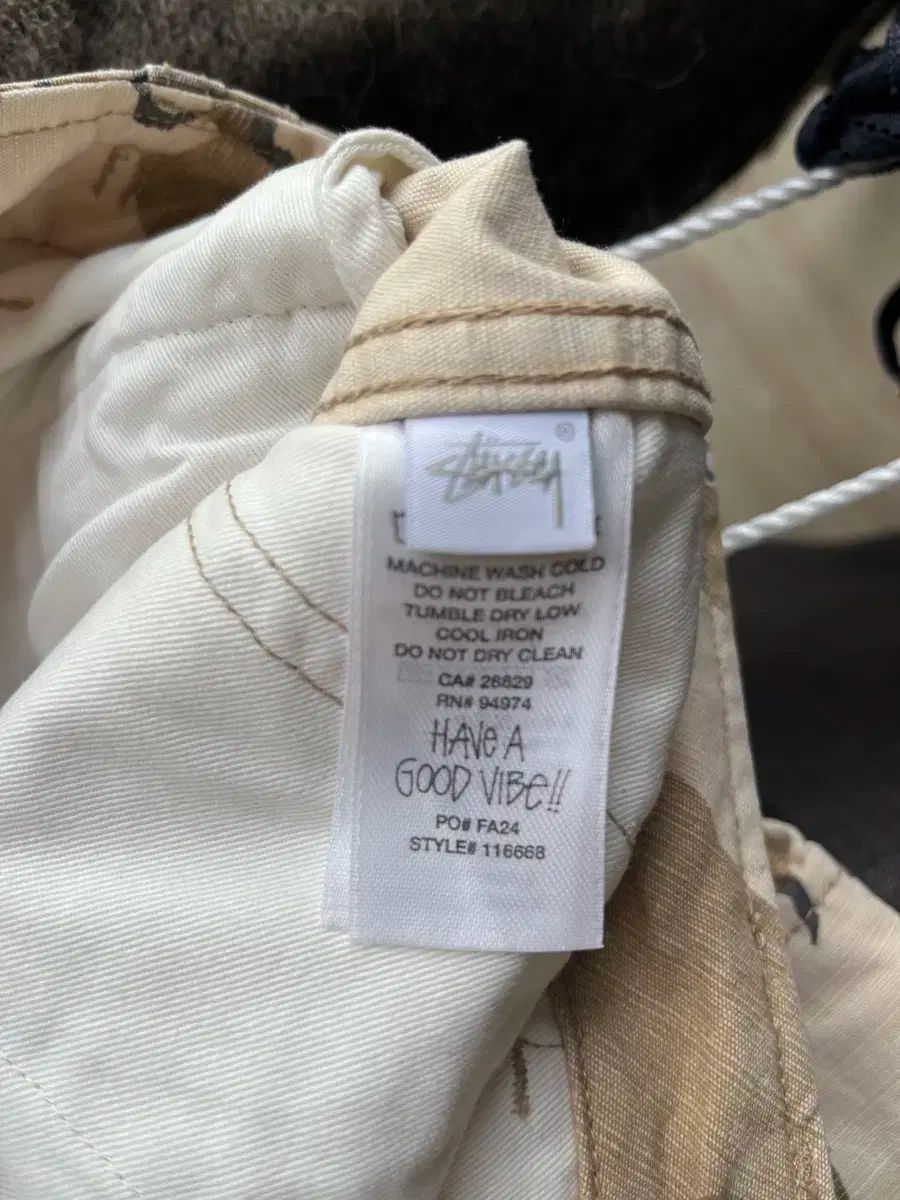 Stüssy
®
MACHINE WASH COLD
DO NOT BLEACH
TUMBLE DRY LOW
COOL IRON
DO NOT DRY CLEAN
CA# 26629
RN# 94974
HAVe A
GOOD VIBe!!
PO# FA24
STYLE# 116668